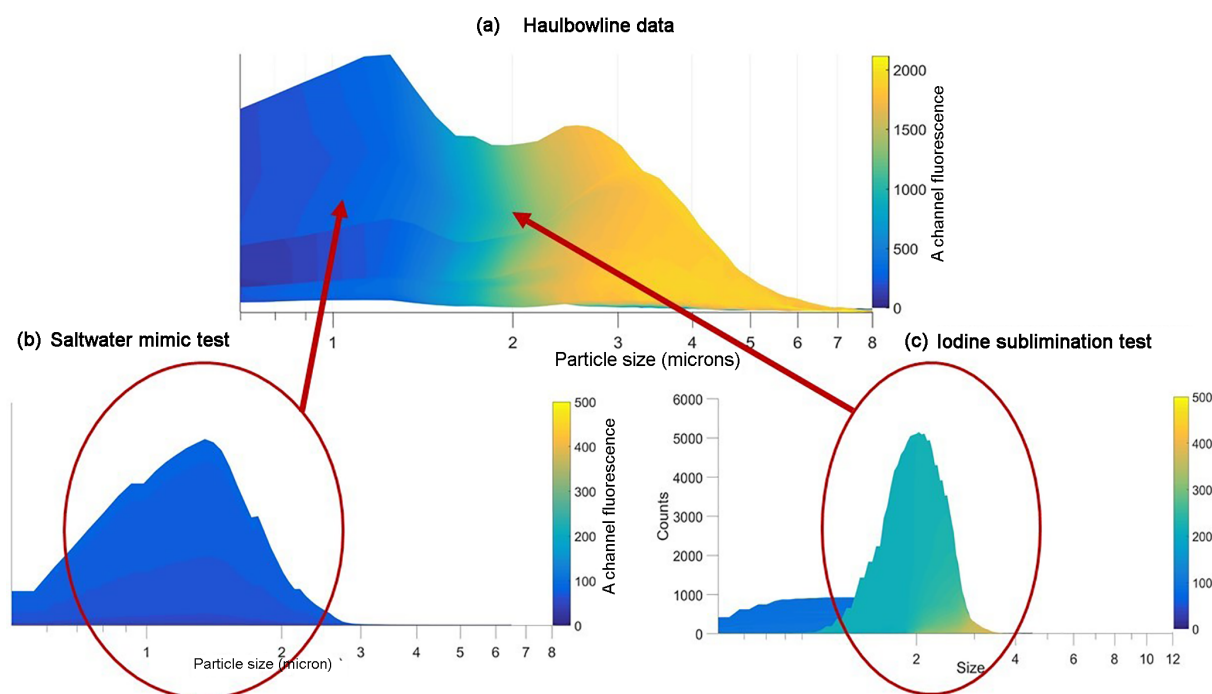 (a) Haulbowline data
2000
1500
1000
500
0
A channel fluorescence
1 2 3 4 5 6 7 8
Particle size (microns)
(b) Saltwater mimic test
500
400
300
200
100
0
A channel fluorescence
1 2 3 4 5 6 7 8
Particle size (micron)
(c) Iodine sublimination test
6000
5000
4000
3000
2000
1000
0
Counts
500
400
300
200
100
0
2 4 6 8 10 12
Size